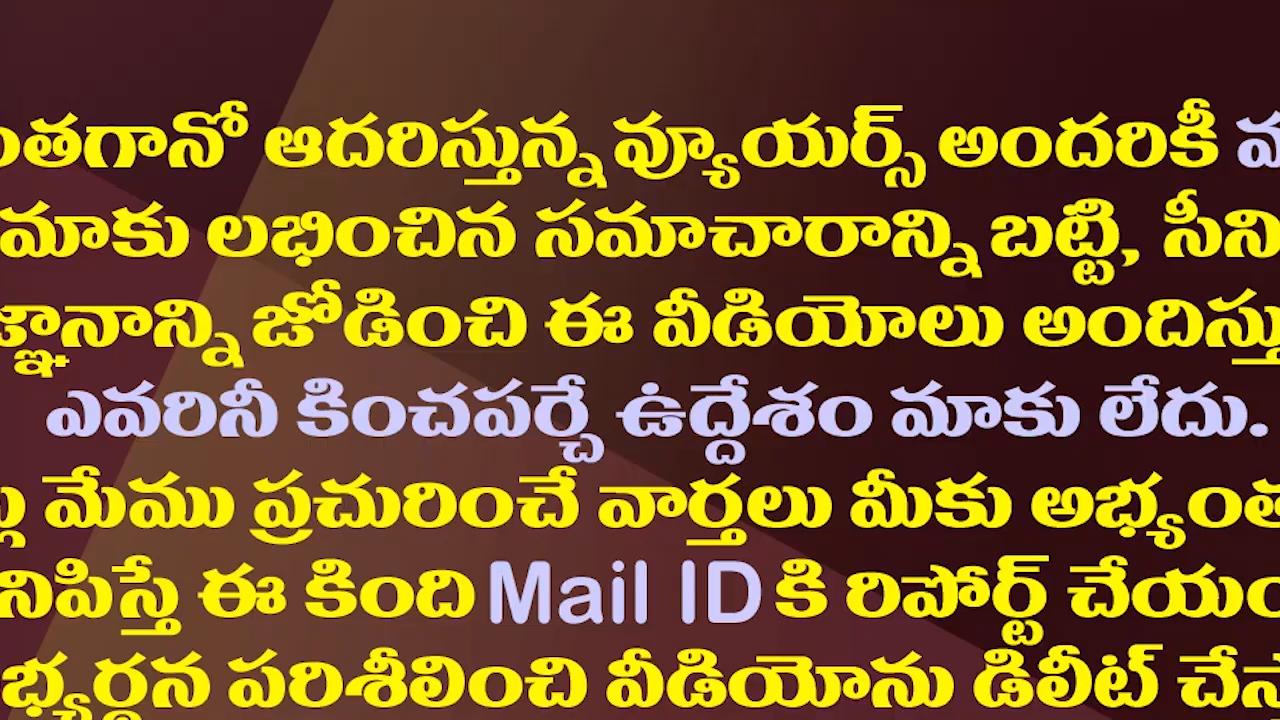 ంతగానో ఆదరిస్తున్న వ్యూయర్స్ అందరికీ
మాకు లభించిన సమాచారాన్ని బట్టి, సీని
జ్ఞానాన్ని జోడించి ఈ వీడియోలు అందిస్తు
ఎవరినీ కించపర్చే ఉద్దేశం మాకు లేదు.
మేము ప్రచురించే వార్తలు మీకు అభ్యంత
నిపిస్తే ఈ కింది Mail ID కి రిపోర్ట్ చేయం
భ్యర్థన పరిశీలించి వీడియోను డిలీట్ చేస